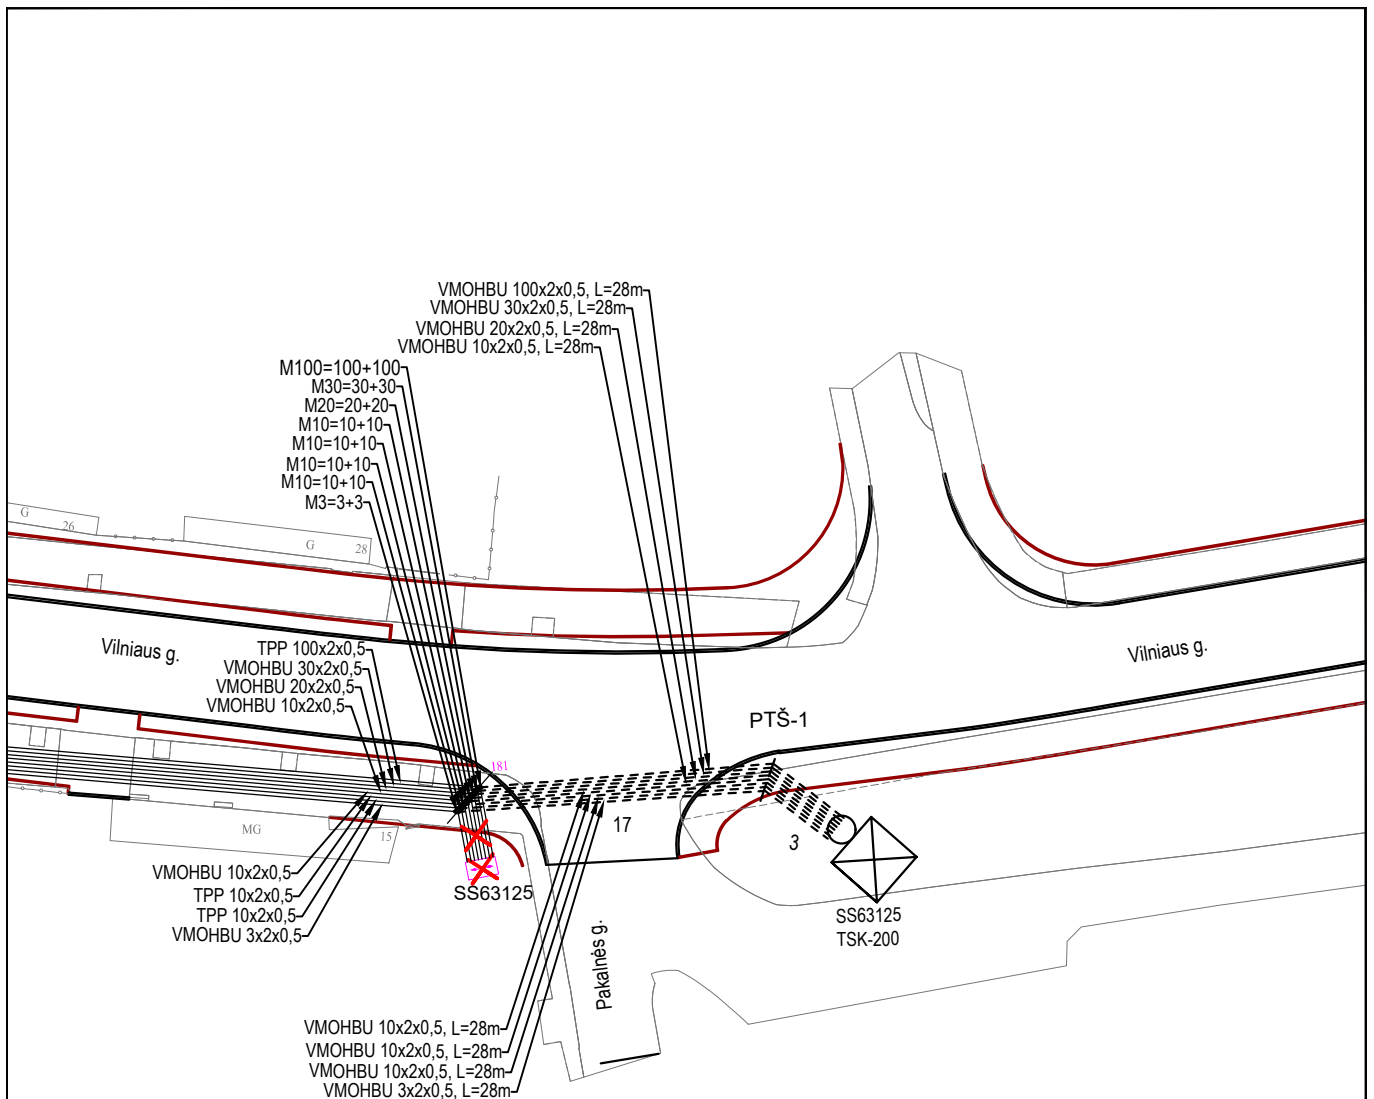 VMOHBU 100x2x0,5, L=28m
VMOHBU 30x2x0,5, L=28m
VMOHBU 20x2x0,5, L=28m
VMOHBU 10x2x0,5, L=28m
M100=100+100
M30=30+30
M20=20+20
M10=10+10
M10=10+10
M10=10+10
M10=10+10
M3=3+3
G
26
G
28
Vilniaus g.
TPP 100x2x0,5
VMOHBU 30x2x0,5
VMOHBU 20x2x0,5
VMOHBU 10x2x0,5
Vilniaus g.
PTŠ-1
181
17
3
MG
15
VMOHBU 10x2x0,5
TPP 10x2x0,5
TPP 10x2x0,5
VMOHBU 3x2x0,5
SS63125
SS63125
TSK-200
Pakalnės g.
VMOHBU 10x2x0,5, L=28m
VMOHBU 10x2x0,5, L=28m
VMOHBU 10x2x0,5, L=28m
VMOHBU 3x2x0,5, L=28m